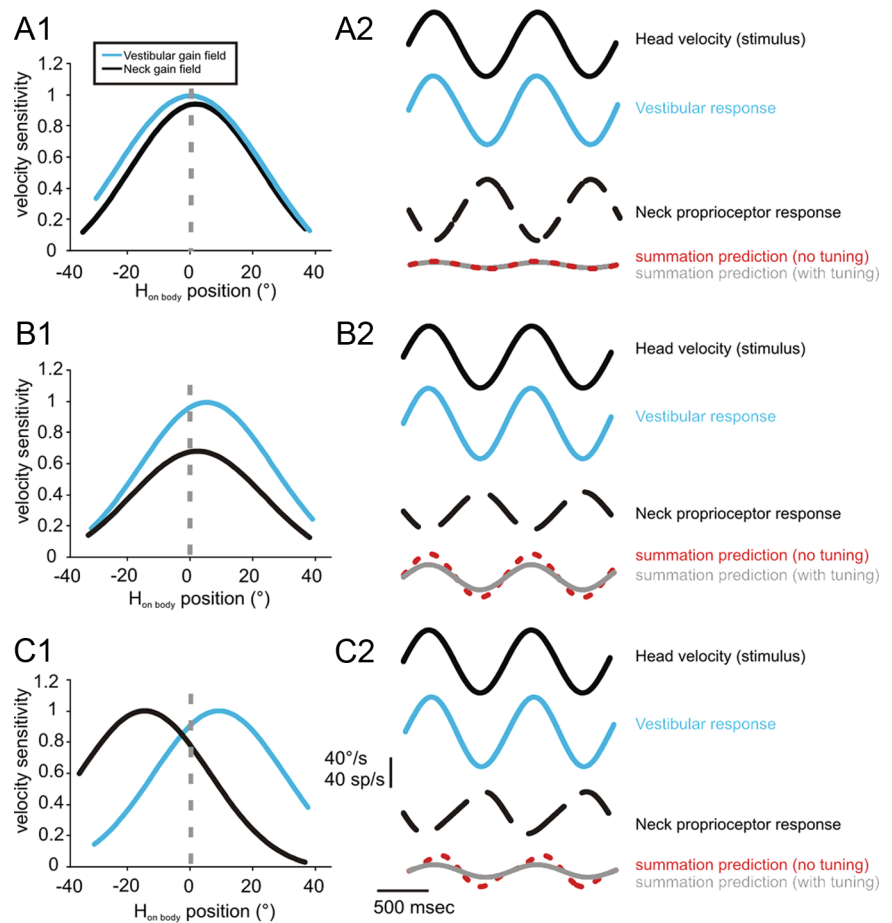 A1
Vestibular gain field
Neck gain field
velocity sensitivity
1.2
1
0.8
0.6
0.4
0.2
0
-40 -20 0 20 40
H on body position (°)
A2
Head velocity (stimulus)
Vestibular response
Neck proprioceptor response
summation prediction (no tuning)
summation prediction (with tuning)
B1
velocity sensitivity
1.2
1
0.8
0.6
0.4
0.2
0
-40 -20 0 20 40
H on body position (°)
B2
Head velocity (stimulus)
Vestibular response
Neck proprioceptor response
summation prediction (no tuning)
summation prediction (with tuning)
C1
velocity sensitivity
1.2
1
0.8
0.6
0.4
0.2
0
-40 -20 0 20 40
H on body position (°)
C2
Head velocity (stimulus)
Vestibular response
40°/s
40 sp/s
Neck proprioceptor response
summation prediction (no tuning)
summation prediction (with tuning)
500 msec